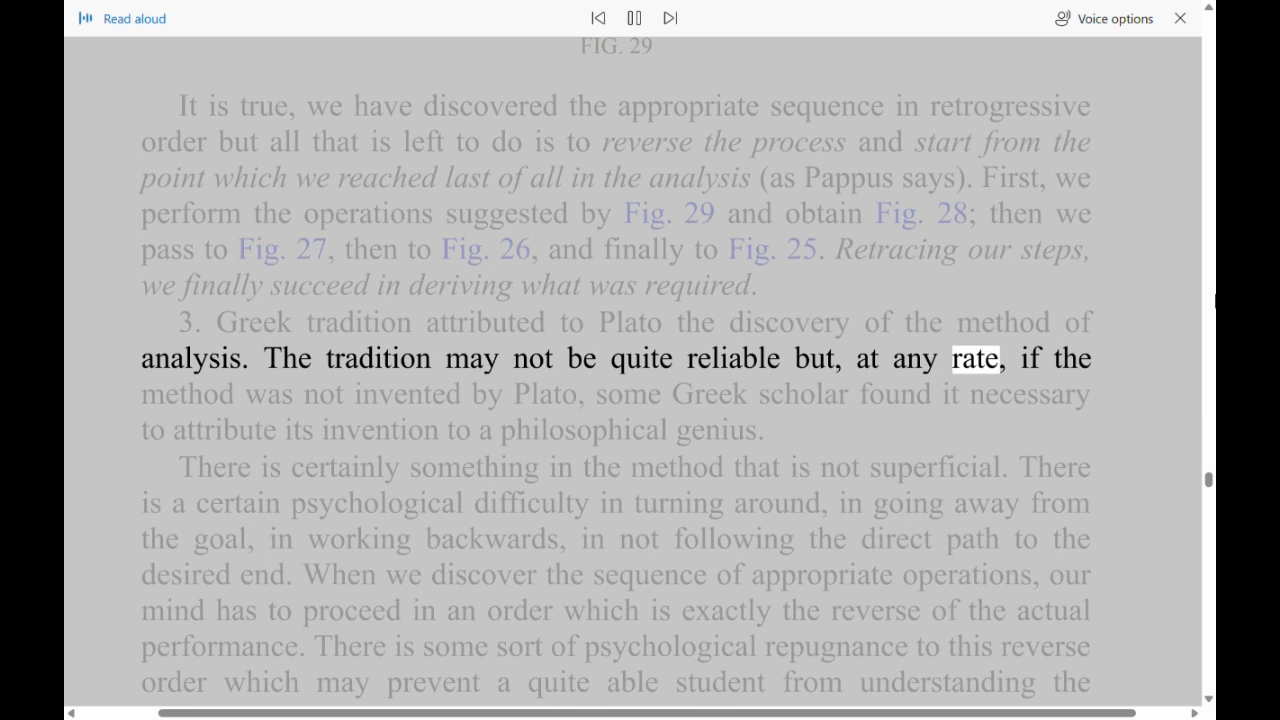 Read aloud
Voice options
FIG. 29
It is true, we have discovered the appropriate sequence in retrogressive
order but all that is left to do is to reverse the process and start from the
point which we reached last of all in the analysis (as Pappus says). First, we
perform the operations suggested by Fig. 29 and obtain Fig. 28; then we
pass to Fig. 27, then to Fig. 26, and finally to Fig. 25. Retracing our steps,
we finally succeed in deriving what was required.
3. Greek tradition attributed to Plato the discovery of the method of
analysis. The tradition may not be quite reliable but, at any rate, if the
method was not invented by Plato, some Greek scholar found it necessary
to attribute its invention to a philosophical genius.
There is certainly something in the method that is not superficial. There
is a certain psychological difficulty in turning around, in going away from
the goal, in working backwards, in not following the direct path to the
desired end. When we discover the sequence of appropriate operations, our
mind has to proceed in an order which is exactly the reverse of the actual
performance. There is some sort of psychological repugnance to this reverse
order which may prevent a quite able student from understanding the